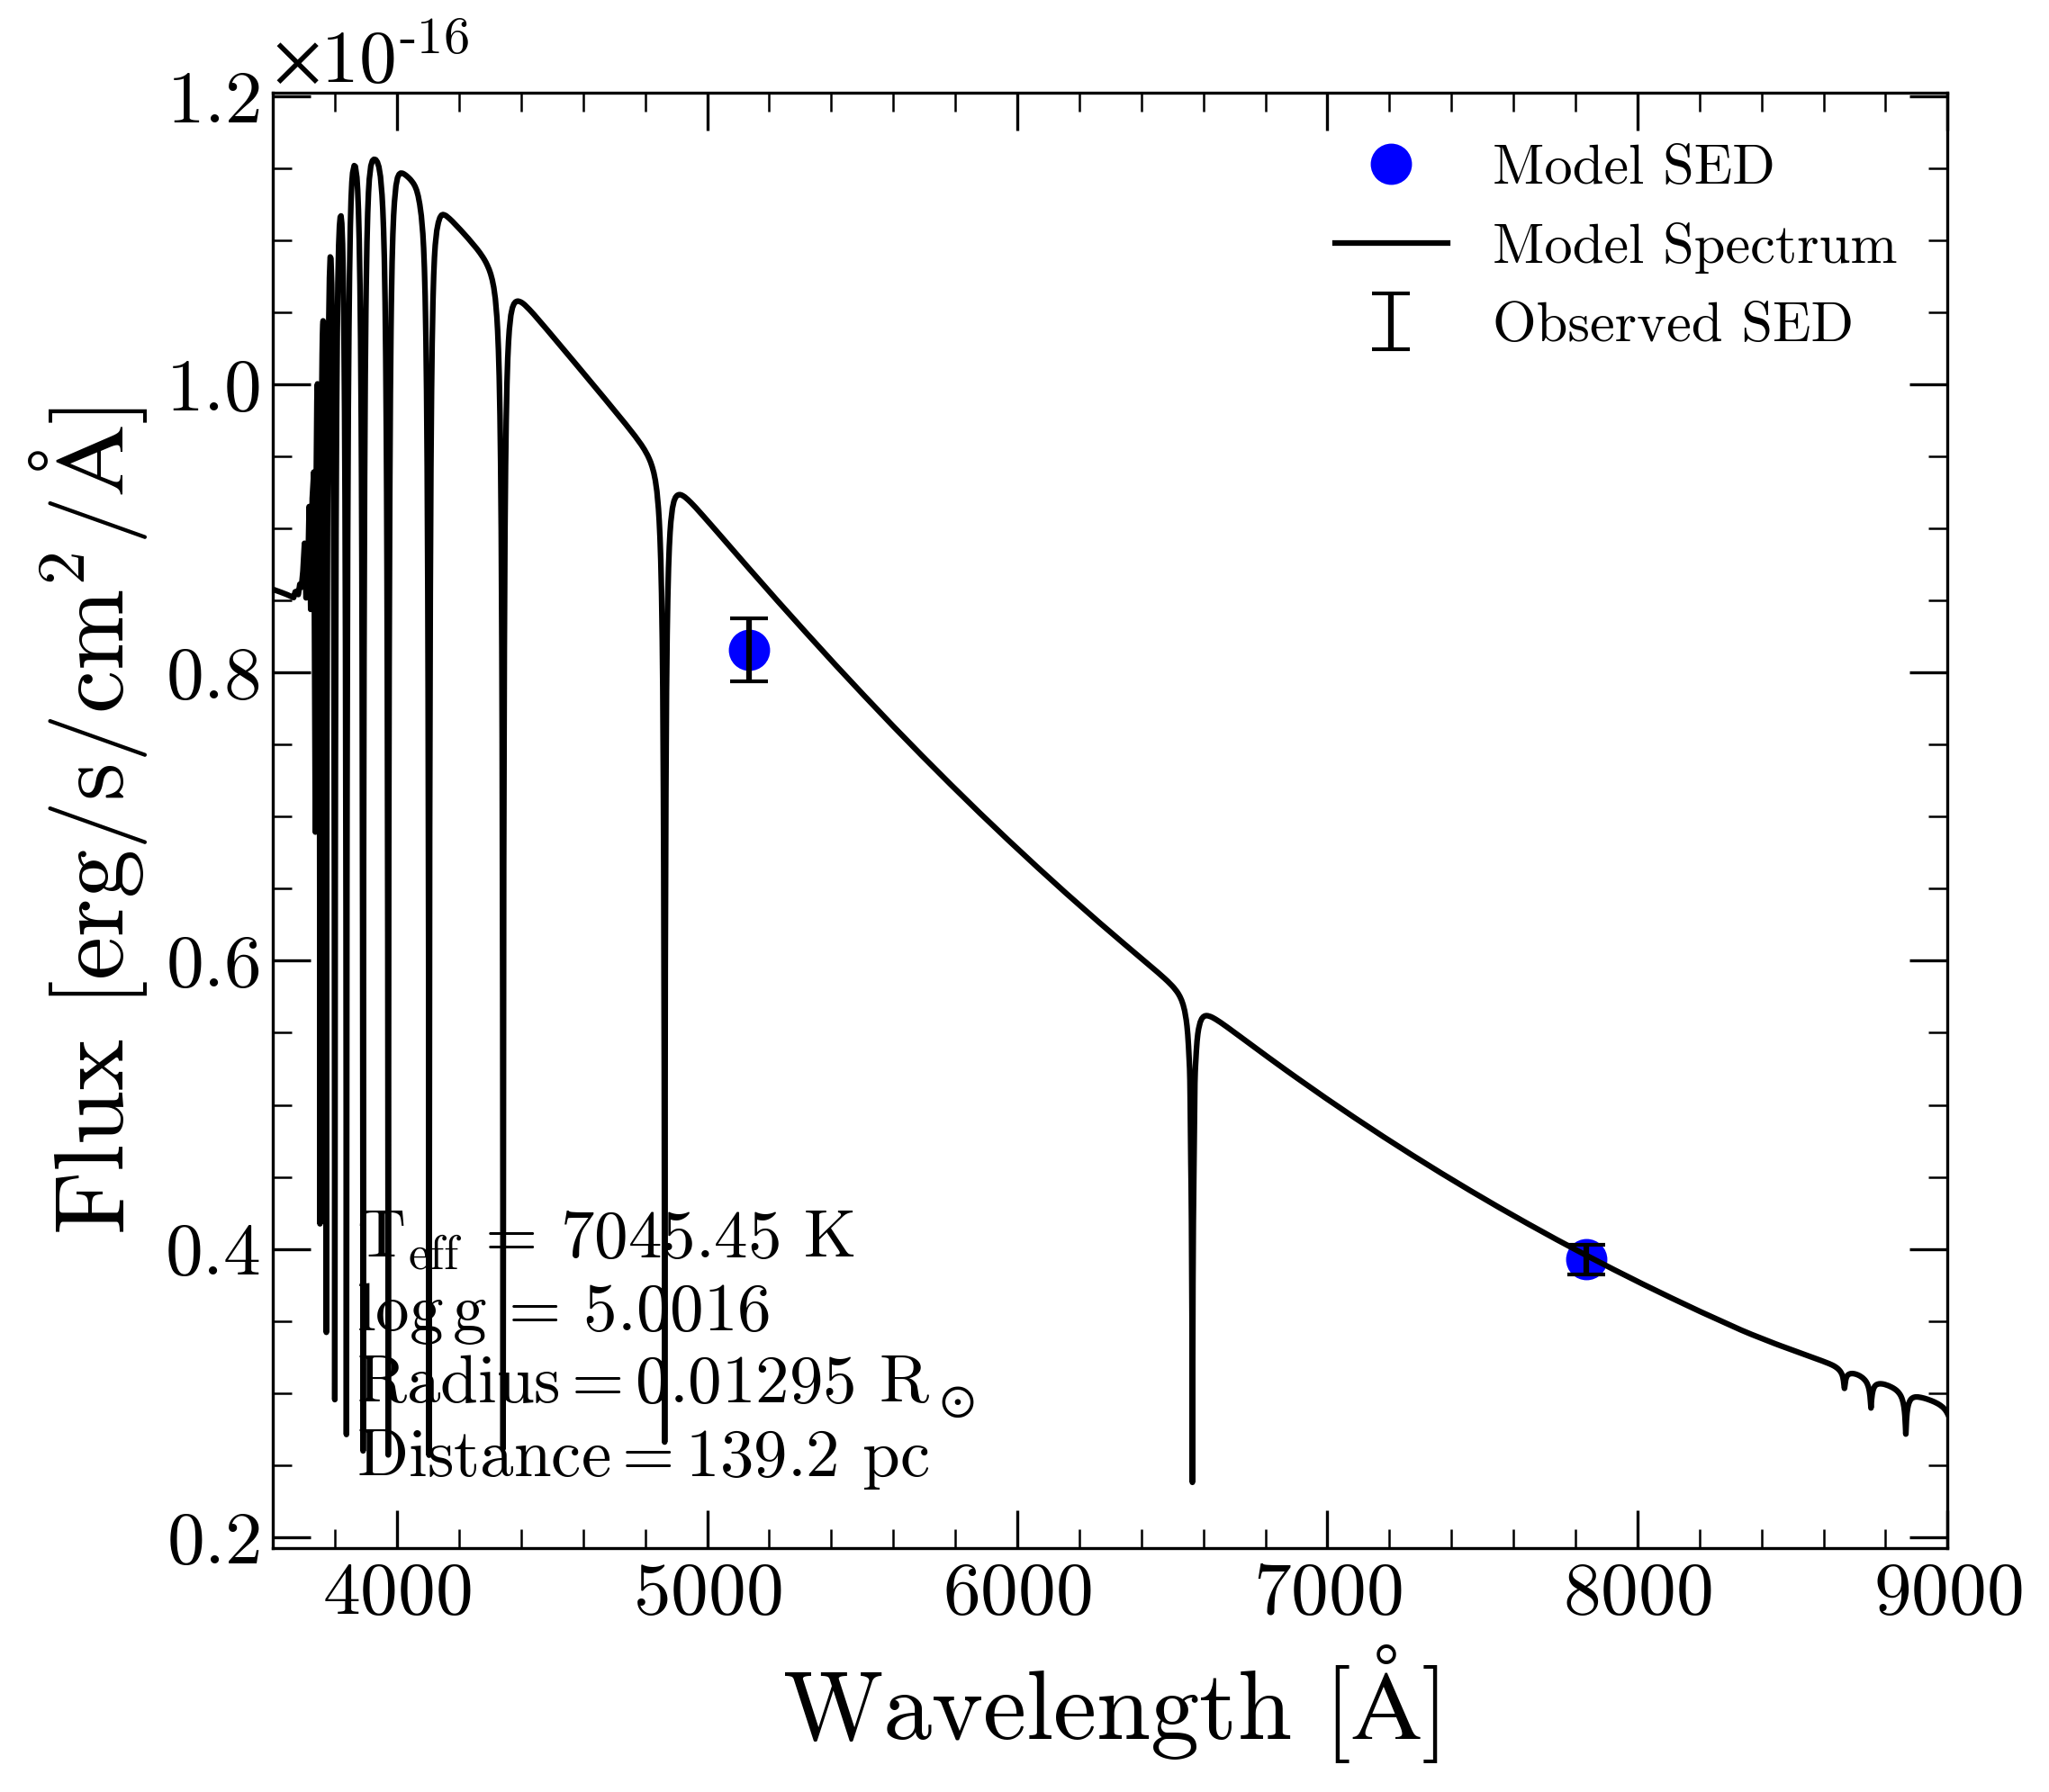 ×10^-16
1.2
1.0
0.8
0.6
0.4
0.2
Flux [erg/s/cm²/Å]
Model SED
Model Spectrum
Observed SED
T_eff = 7045.45 K
log g = 5.0016
Radius = 0.01295 R_⊙
Distance = 139.2 pc
4000 5000 6000 7000 8000 9000
Wavelength [Å]